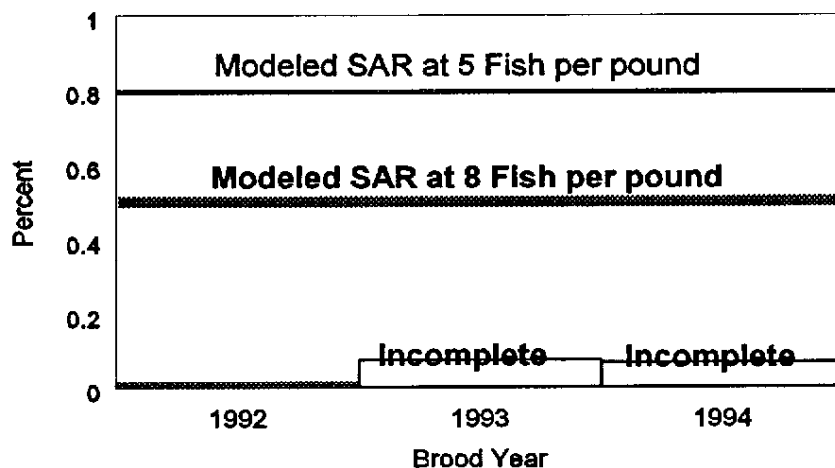 1
Modeled SAR at 5 Fish per pound
0.8
0.6
Modeled SAR at 8 Fish per pound
Percent
0.4
0.2
Incomplete Incomplete
0
1992 1993 1994
Brood Year